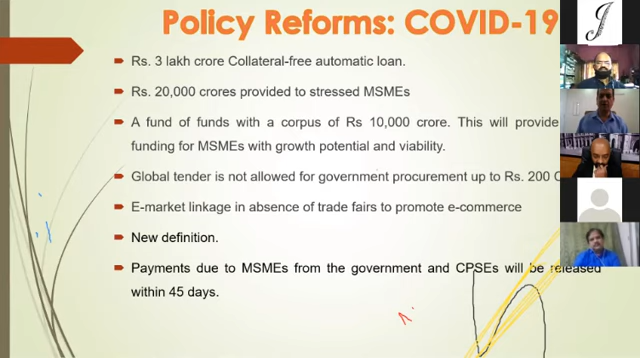 Policy Reforms: COVID-19
Rs. 3 lakh crore Collateral-free automatic loan.
Rs. 20,000 crores provided to stressed MSMEs
A fund of funds with a corpus of Rs 10,000 crore. This will provide
funding for MSMEs with growth potential and viability.
Global tender is not allowed for government procurement up to Rs. 200
E-market linkage in absence of trade fairs to promote e-commerce
New definition.
Payments due to MSMEs from the government and CPSEs will be released
within 45 days.